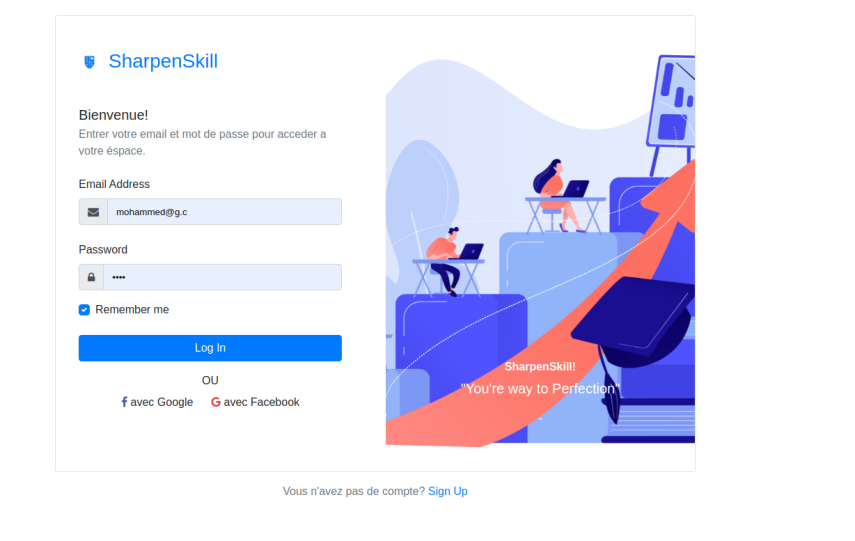 SharpenSkill
Bienvenue!
Entrer votre email et mot de passe pour acceder a
votre éspace.
Email Address
mohammed@g.c
Password
••••
Remember me
Log In
OU
avec Google avec Facebook
SharpenSkill!
"You're way to Perfection"
Vous n'avez pas de compte? Sign Up